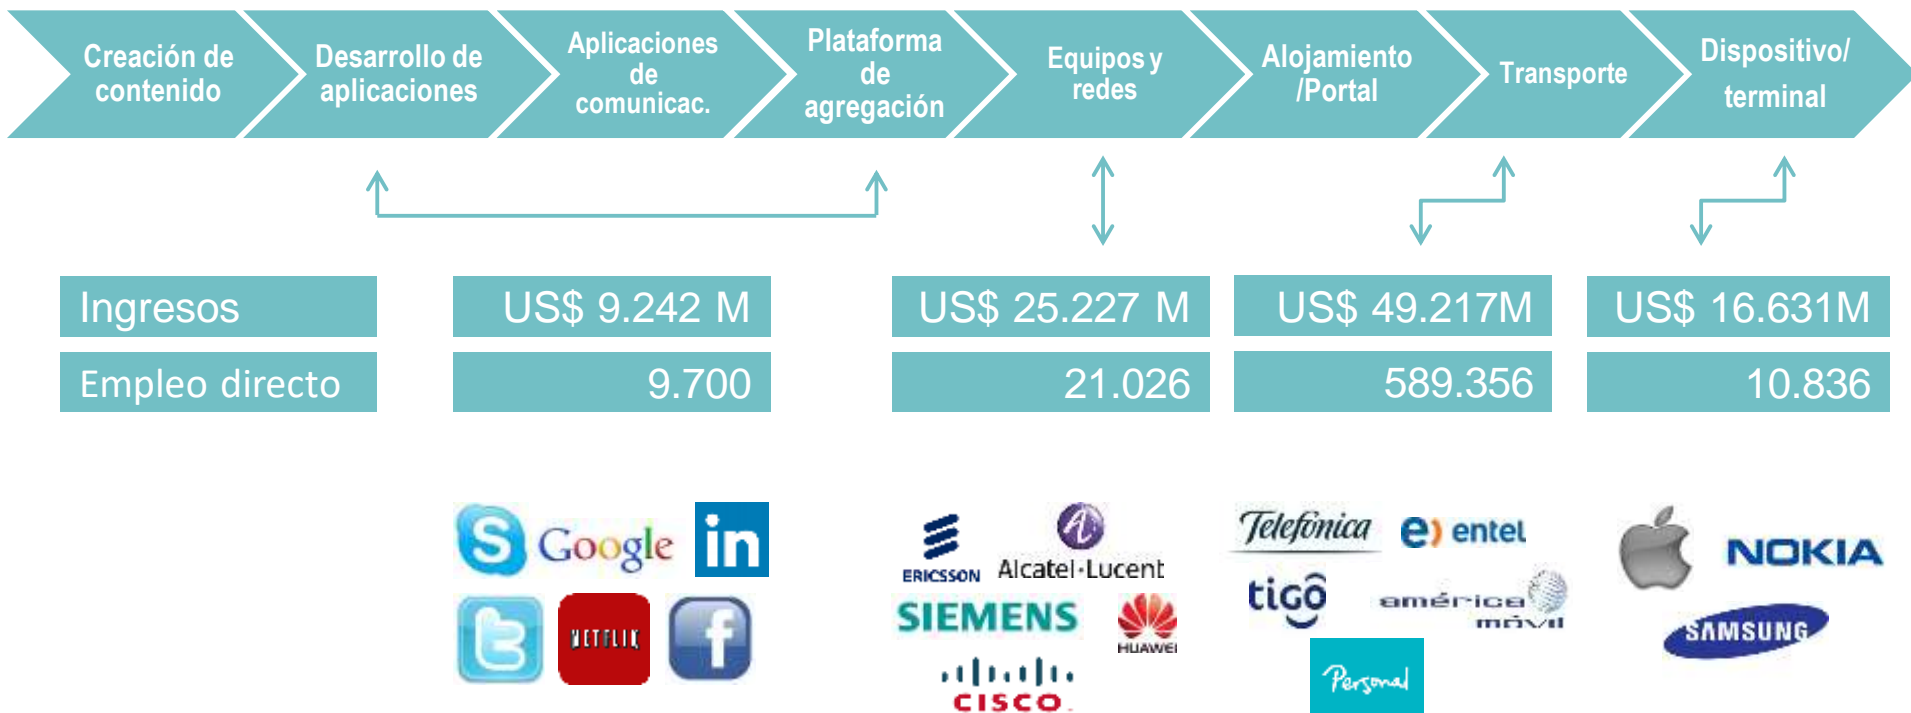 Creación de
contenido
Desarrollo de
aplicaciones
Aplicaciones
de
comunicac.
Plataforma
de
agregación
Equipos y
redes
Alojamiento
/Portal
Transporte
Dispositivo/
terminal
Ingresos
US$ 9.242 M
US$ 25.227 M
US$ 49.217M
US$ 16.631M
Empleo directo
9.700
21.026
589.356
10.836
S
Google
in
t
NETFLIX
f
ERICSSON
Alcatel·Lucent
SIEMENS
HUAWEI
CISCO
Telefónica
e) entel
tigo
américa
móvil
Personal
NOKIA
SAMSUNG